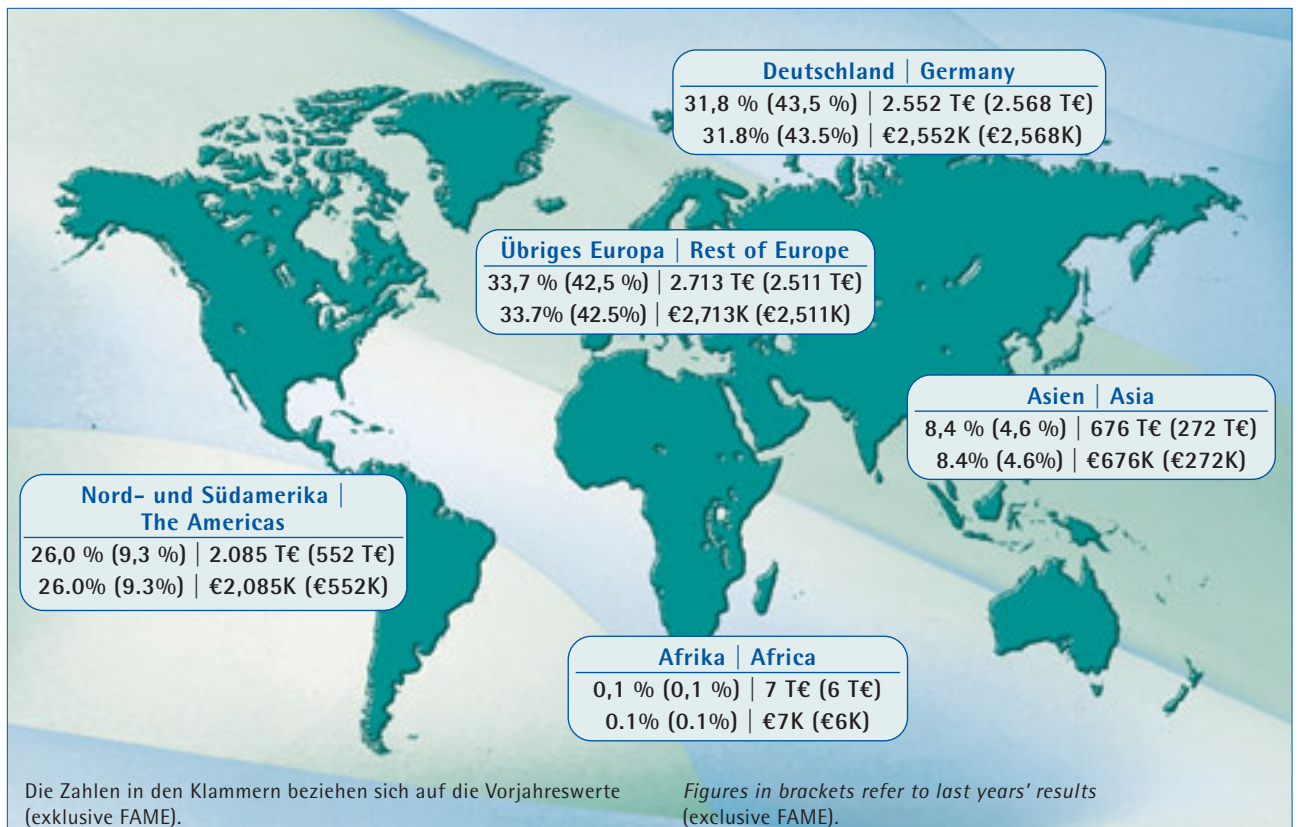 Deutschland | Germany
31,8 % (43,5 %) | 2.552 T€ (2.568 T€)
31.8% (43.5%) | €2,552K (€2,568K)
Übriges Europa | Rest of Europe
33,7 % (42,5 %) | 2.713 T€ (2.511 T€)
33.7% (42.5%) | €2,713K (€2,511K)
Asien | Asia
8,4 % (4,6 %) | 676 T€ (272 T€)
8.4% (4.6%) | €676K (€272K)
Nord- und Südamerika |
The Americas
26,0 % (9,3 %) | 2.085 T€ (552 T€)
26.0% (9.3%) | €2,085K (€552K)
Afrika | Africa
0,1 % (0,1 %) | 7 T€ (6 T€)
0.1% (0.1%) | €7K (€6K)
Die Zahlen in den Klammern beziehen sich auf die Vorjahreswerte
(exklusive FAME).
Figures in brackets refer to last years' results
(exclusive FAME).